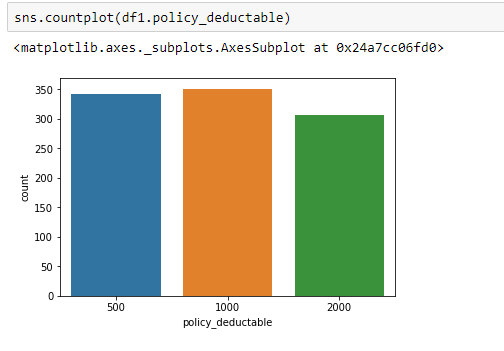 sns.countplot(df1.policy_deductable)
<matplotlib.axes._subplots.AxesSubplot at 0x24a7cc06fd0>
350
300
250
200
150
100
50
0
count
500 1000 2000
policy_deductable